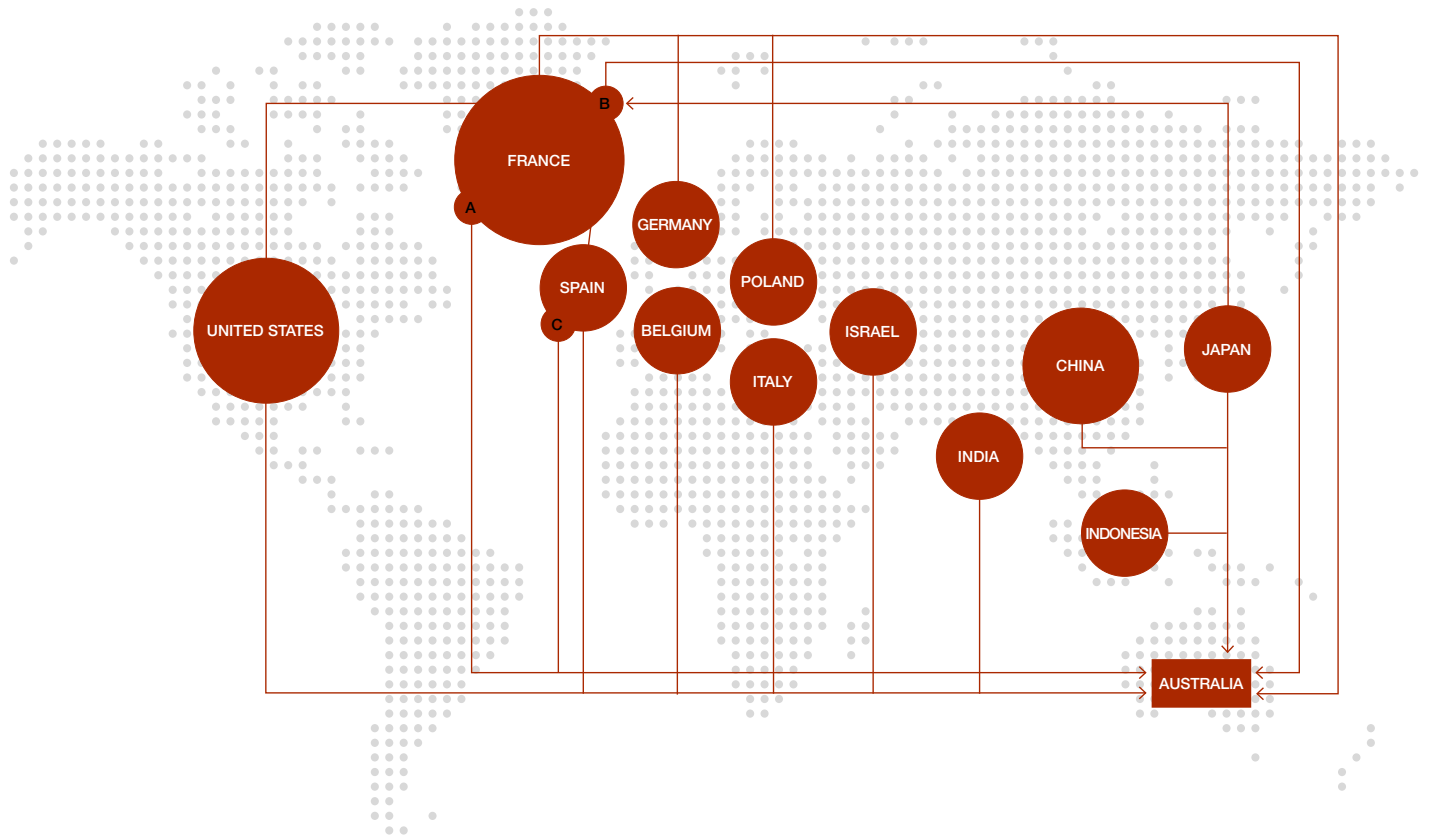 B
FRANCE
A
GERMANY
SPAIN
POLAND
C
UNITED STATES
BELGIUM
ISRAEL
JAPAN
CHINA
ITALY
INDIA
INDONESIA
AUSTRALIA